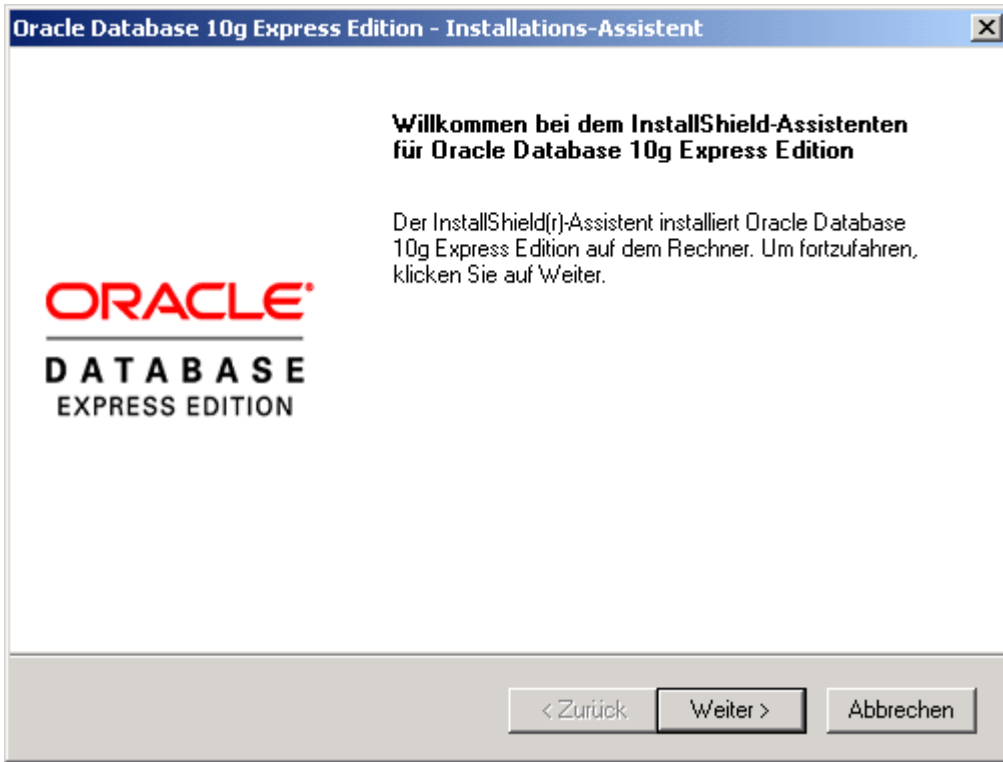 Oracle Database 10g Express Edition - Installations-Assistent
Willkommen bei dem InstallShield-Assistenten
für Oracle Database 10g Express Edition
Der InstallShield(r)-Assistent installiert Oracle Database
10g Express Edition auf dem Rechner. Um fortzufahren,
klicken Sie auf Weiter.
ORACLE
DATABASE
EXPRESS EDITION
< Zurück
Weiter >
Abbrechen